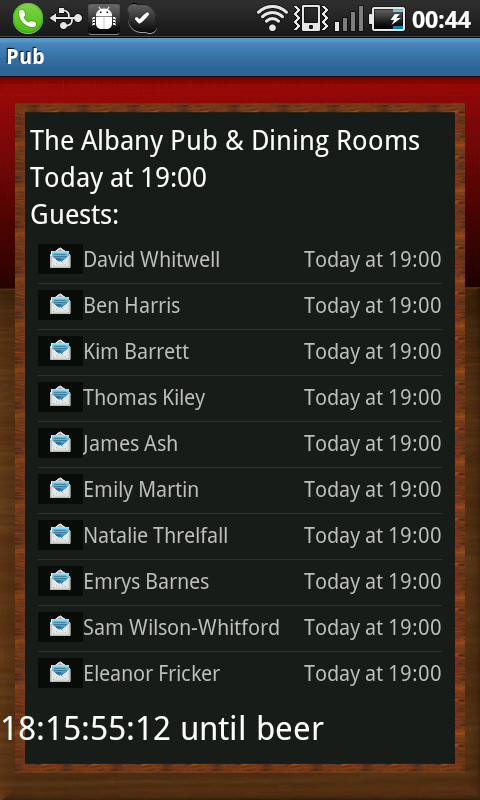 00:44
Pub
The Albany Pub & Dining Rooms
Today at 19:00
Guests:
David Whitwell Today at 19:00
Ben Harris Today at 19:00
Kim Barrett Today at 19:00
Thomas Kiley Today at 19:00
James Ash Today at 19:00
Emily Martin Today at 19:00
Natalie Threlfall Today at 19:00
Emrys Barnes Today at 19:00
Sam Wilson-Whitford Today at 19:00
Eleanor Fricker Today at 19:00
18:15:55:12 until beer